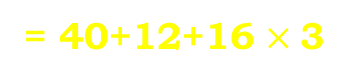 = 40+12+16 × 3